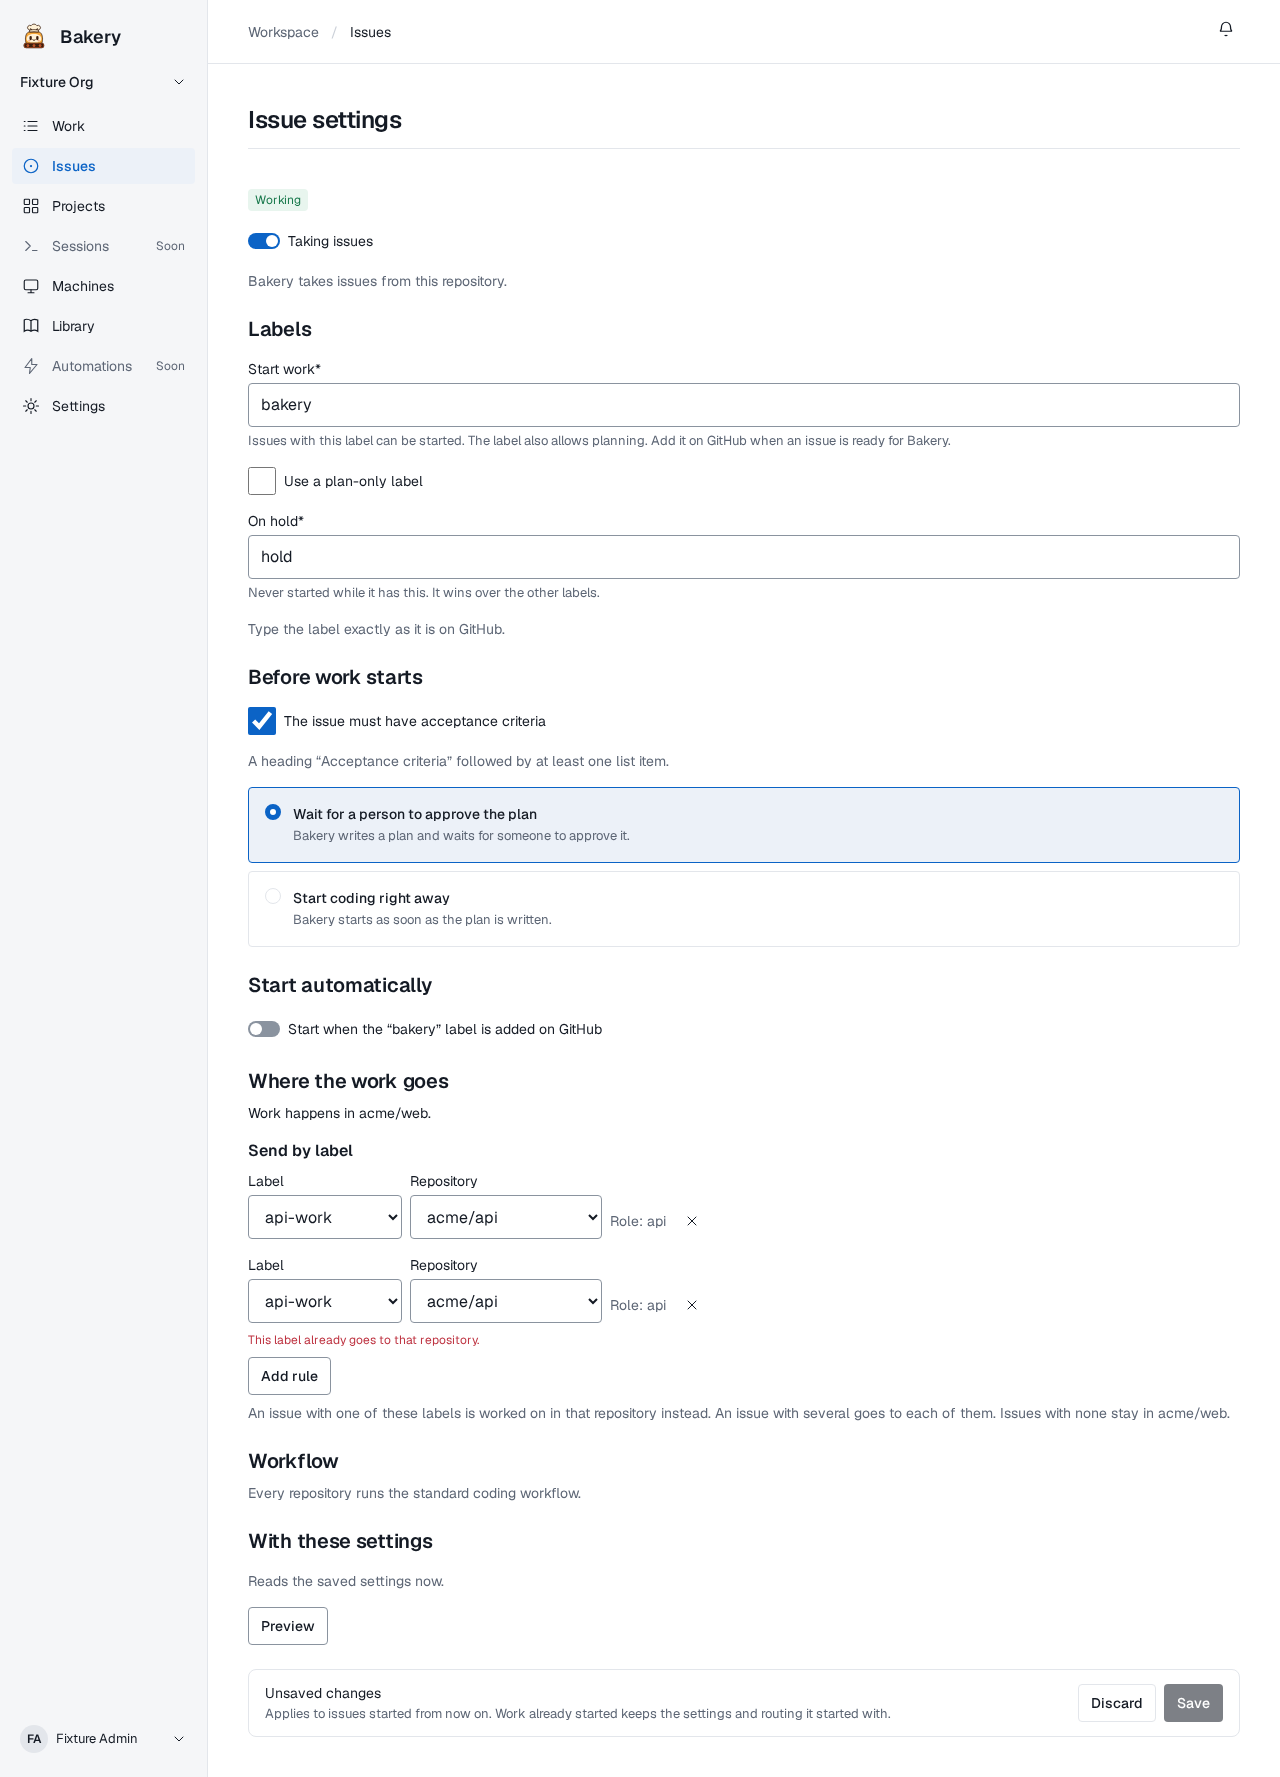 Bakery
Fixture Org
Work
Issues
Projects
Sessions Soon
Machines
Library
Automations Soon
Settings
FA Fixture Admin
Workspace / Issues
Issue settings
Working
Taking issues
Bakery takes issues from this repository.
Labels
Start work*
bakery
Issues with this label can be started. The label also allows planning. Add it on GitHub when an issue is ready for Bakery.
Use a plan-only label
On hold*
hold
Never started while it has this. It wins over the other labels.
Type the label exactly as it is on GitHub.
Before work starts
The issue must have acceptance criteria
A heading “Acceptance criteria” followed by at least one list item.
Wait for a person to approve the plan
Bakery writes a plan and waits for someone to approve it.
Start coding right away
Bakery starts as soon as the plan is written.
Start automatically
Start when the “bakery” label is added on GitHub
Where the work goes
Work happens in acme/web.
Send by label
Label Repository
api-work acme/api Role: api
Label Repository
api-work acme/api Role: api
This label already goes to that repository.
Add rule
An issue with one of these labels is worked on in that repository instead. An issue with several goes to each of them. Issues with none stay in acme/web.
Workflow
Every repository runs the standard coding workflow.
With these settings
Reads the saved settings now.
Preview
Unsaved changes
Applies to issues started from now on. Work already started keeps the settings and routing it started with.
Discard Save